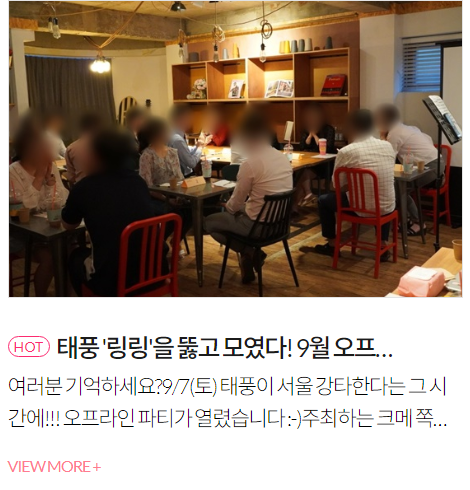 HOT 태풍 '링링'을 뚫고 모였다! 9월 오프...
여러분 기억하세요?9/7(토) 태풍이 서울 강타한다는 그 시
간에!!! 오프라인 파티가 열렸습니다 :-)주최하는 크메 쪽...
VIEW MORE +